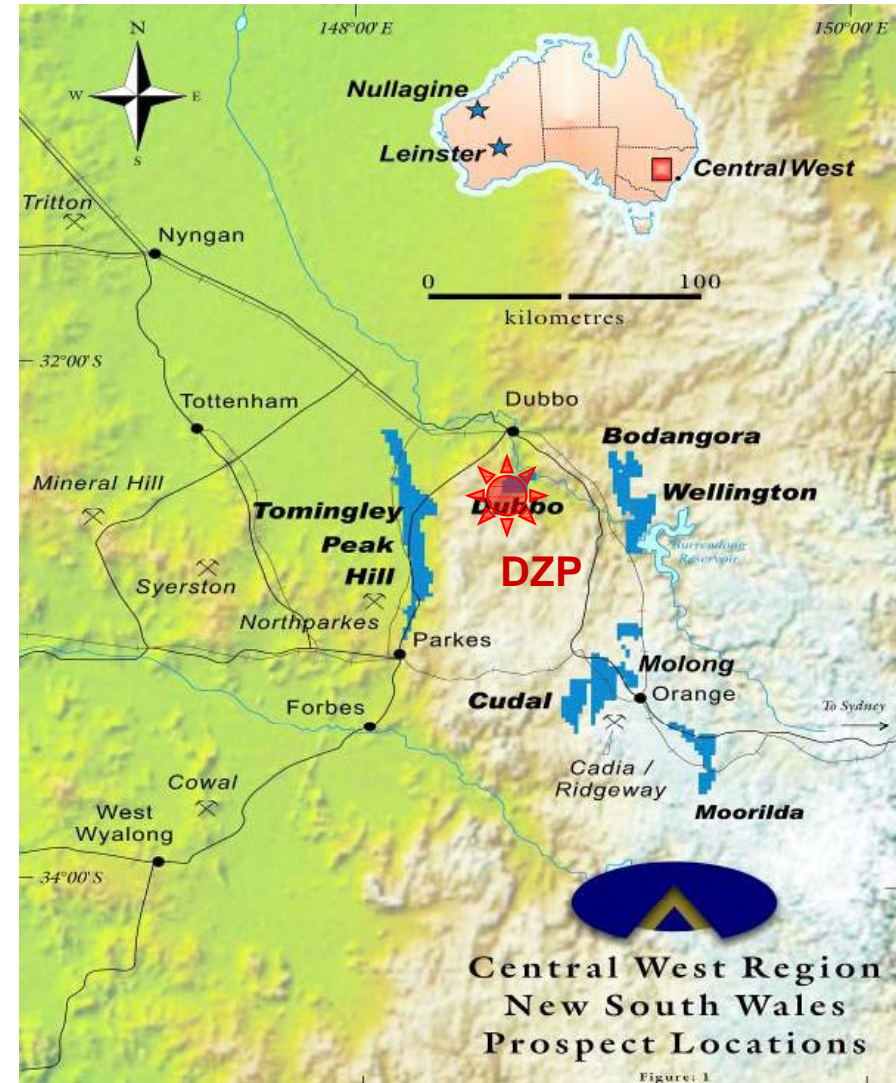 148°00' E
150°00' E
N
W
E
S
Nullagine
Leinster
Central West
Tritton
Nyngan
0
100
kilometres
32°00' S
Tottenham
Dubbo
Bodangora
Mineral Hill
Wellington
Tomingley
Dubbo
Peak
Burrendong
Reservoir
Hill
DZP
Syerston
Northparkes
Parkes
Molong
Cudal
Orange
Forbes
To Sydney
Cowal
Cadia /
Ridgeway
West
Wyalong
Moorilda
34°00' S
Central West Region
New South Wales
Prospect Locations
Figure: 1